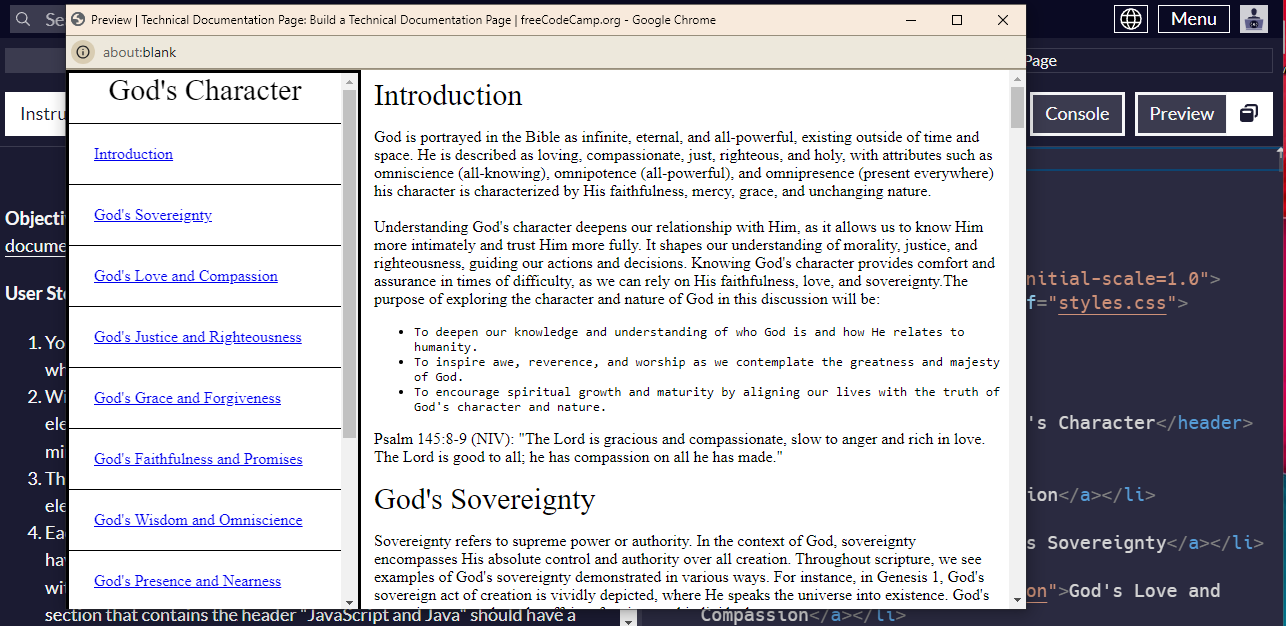 Se
Preview | Technical Documentation Page: Build a Technical Documentation Page | freeCodeCamp.org - Google Chrome
Menu
about:blank
Page
Instru
Console
Preview
God's Character
Introduction
God's Sovereignty
God's Love and Compassion
God's Justice and Righteousness
God's Grace and Forgiveness
God's Faithfulness and Promises
God's Wisdom and Omniscience
God's Presence and Nearness
Introduction
God is portrayed in the Bible as infinite, eternal, and all-powerful, existing outside of time and
space. He is described as loving, compassionate, just, righteous, and holy, with attributes such as
omniscience (all-knowing), omnipotence (all-powerful), and omnipresence (present everywhere)
his character is characterized by His faithfulness, mercy, grace, and unchanging nature.
Understanding God's character deepens our relationship with Him, as it allows us to know Him
more intimately and trust Him more fully. It shapes our understanding of morality, justice, and
righteousness, guiding our actions and decisions. Knowing God's character provides comfort and
assurance in times of difficulty, as we can rely on His faithfulness, love, and sovereignty.The
purpose of exploring the character and nature of God in this discussion will be:
• To deepen our knowledge and understanding of who God is and how He relates to
humanity.
• To inspire awe, reverence, and worship as we contemplate the greatness and majesty
of God.
• To encourage spiritual growth and maturity by aligning our lives with the truth of
God's character and nature.
Psalm 145:8-9 (NIV): "The Lord is gracious and compassionate, slow to anger and rich in love.
The Lord is good to all; he has compassion on all he has made."
God's Sovereignty
Sovereignty refers to supreme power or authority. In the context of God, sovereignty
encompasses His absolute control and authority over all creation. Throughout scripture, we see
examples of God's sovereignty demonstrated in various ways. For instance, in Genesis 1, God's
sovereign act of creation is vividly depicted, where He speaks the universe into existence. God's
Objecti
docume
User Sto
1. Yo
wh
2. Wi
ele
mi
3. Th
ele
4. Ea
ha
wit
section that contains the header "JavaScript and Java" should have a
nitial-scale=1.0">
f="styles.css">
's Character</header>
ion</a></li>
s Sovereignty</a></li>
on">God's Love and
Compassion</a></li>